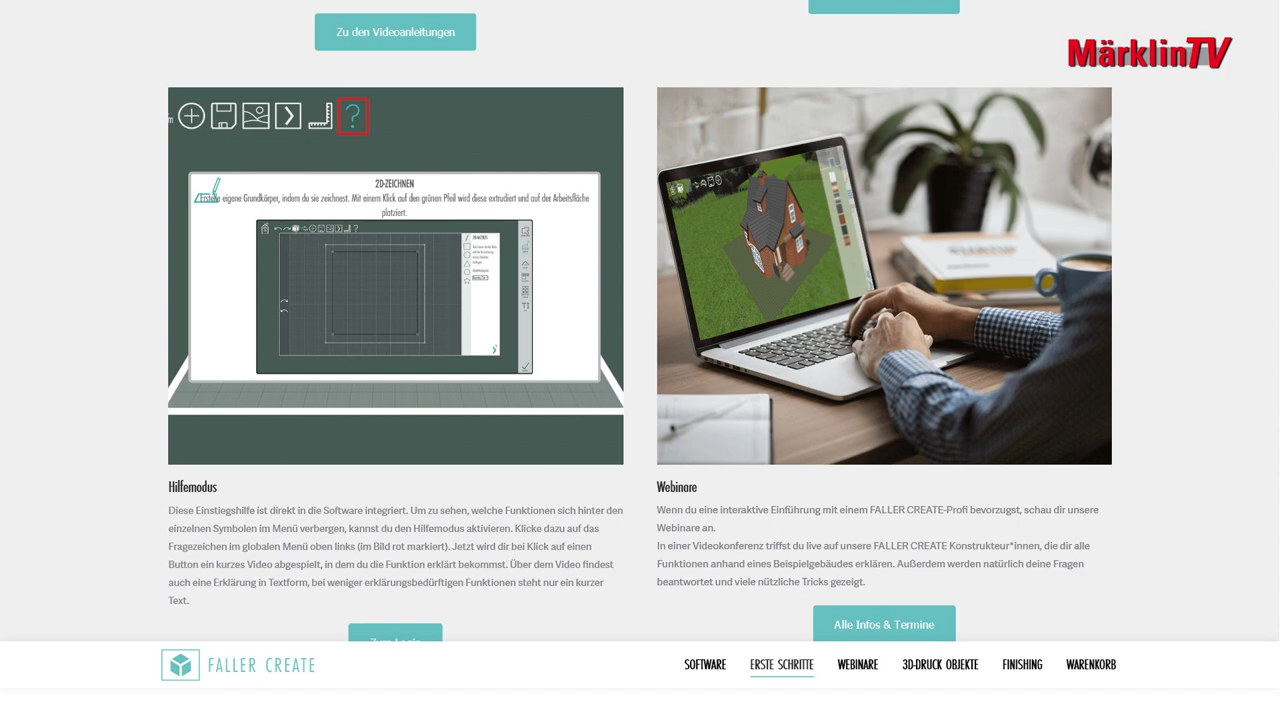 Zu den Videoanleitungen
MärklinTV
2D-ZEICHNEN
Erstelle eigene Grundkörper, indem du sie zeichnest. Mit einem Klick auf den grünen Pfeil wird diese extrudiert und auf der Arbeitsfläche
platziert.
Hilfemodus
Diese Einstiegshilfe ist direkt in die Software integriert. Um zu sehen, welche Funktionen sich hinter den
einzelnen Symbolen im Menü verbergen, kannst du den Hilfemodus aktivieren. Klicke dazu auf das
Fragezeichen im globalen Menü oben links (im Bild rot markiert). Jetzt wird dir bei Klick auf einen
Button ein kurzes Video abgespielt, in dem du die Funktion erklärt bekommst. Über dem Video findest
auch eine Erklärung in Textform, bei weniger erklärungsbedürftigen Funktionen steht nur ein kurzer
Text.
Zum Login
Webinare
Wenn du eine interaktive Einführung mit einem FALLER CREATE-Profi bevorzugst, schau dir unsere
Webinare an.
In einer Videokonferenz triffst du live auf unsere FALLER CREATE Konstrukteur*innen, die dir alle
Funktionen anhand eines Beispielgebäudes erklären. Außerdem werden natürlich deine Fragen
beantwortet und viele nützliche Tricks gezeigt.
Alle Infos & Termine
FALLER CREATE
SOFTWARE
ERSTE SCHRITTE
WEBINARE
3D-DRUCK OBJEKTE
FINISHING
WARENKORB